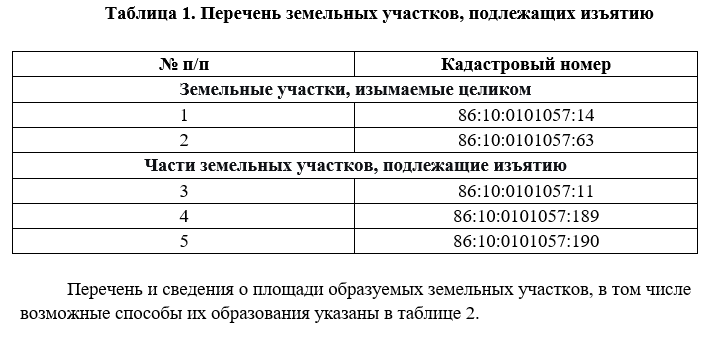 Таблица 1. Перечень земельных участков, подлежащих изъятию
№ п/п Кадастровый номер
Земельные участки, изымаемые целиком
1 86:10:0101057:14
2 86:10:0101057:63
Части земельных участков, подлежащие изъятию
3 86:10:0101057:11
4 86:10:0101057:189
5 86:10:0101057:190
Перечень и сведения о площади образуемых земельных участков, в том числе
возможные способы их образования указаны в таблице 2.